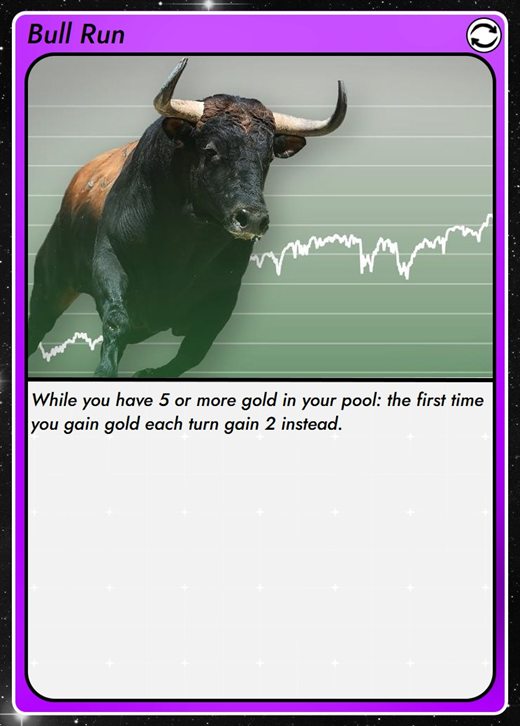 Bull Run
While you have 5 or more gold in your pool: the first time
you gain gold each turn gain 2 instead.